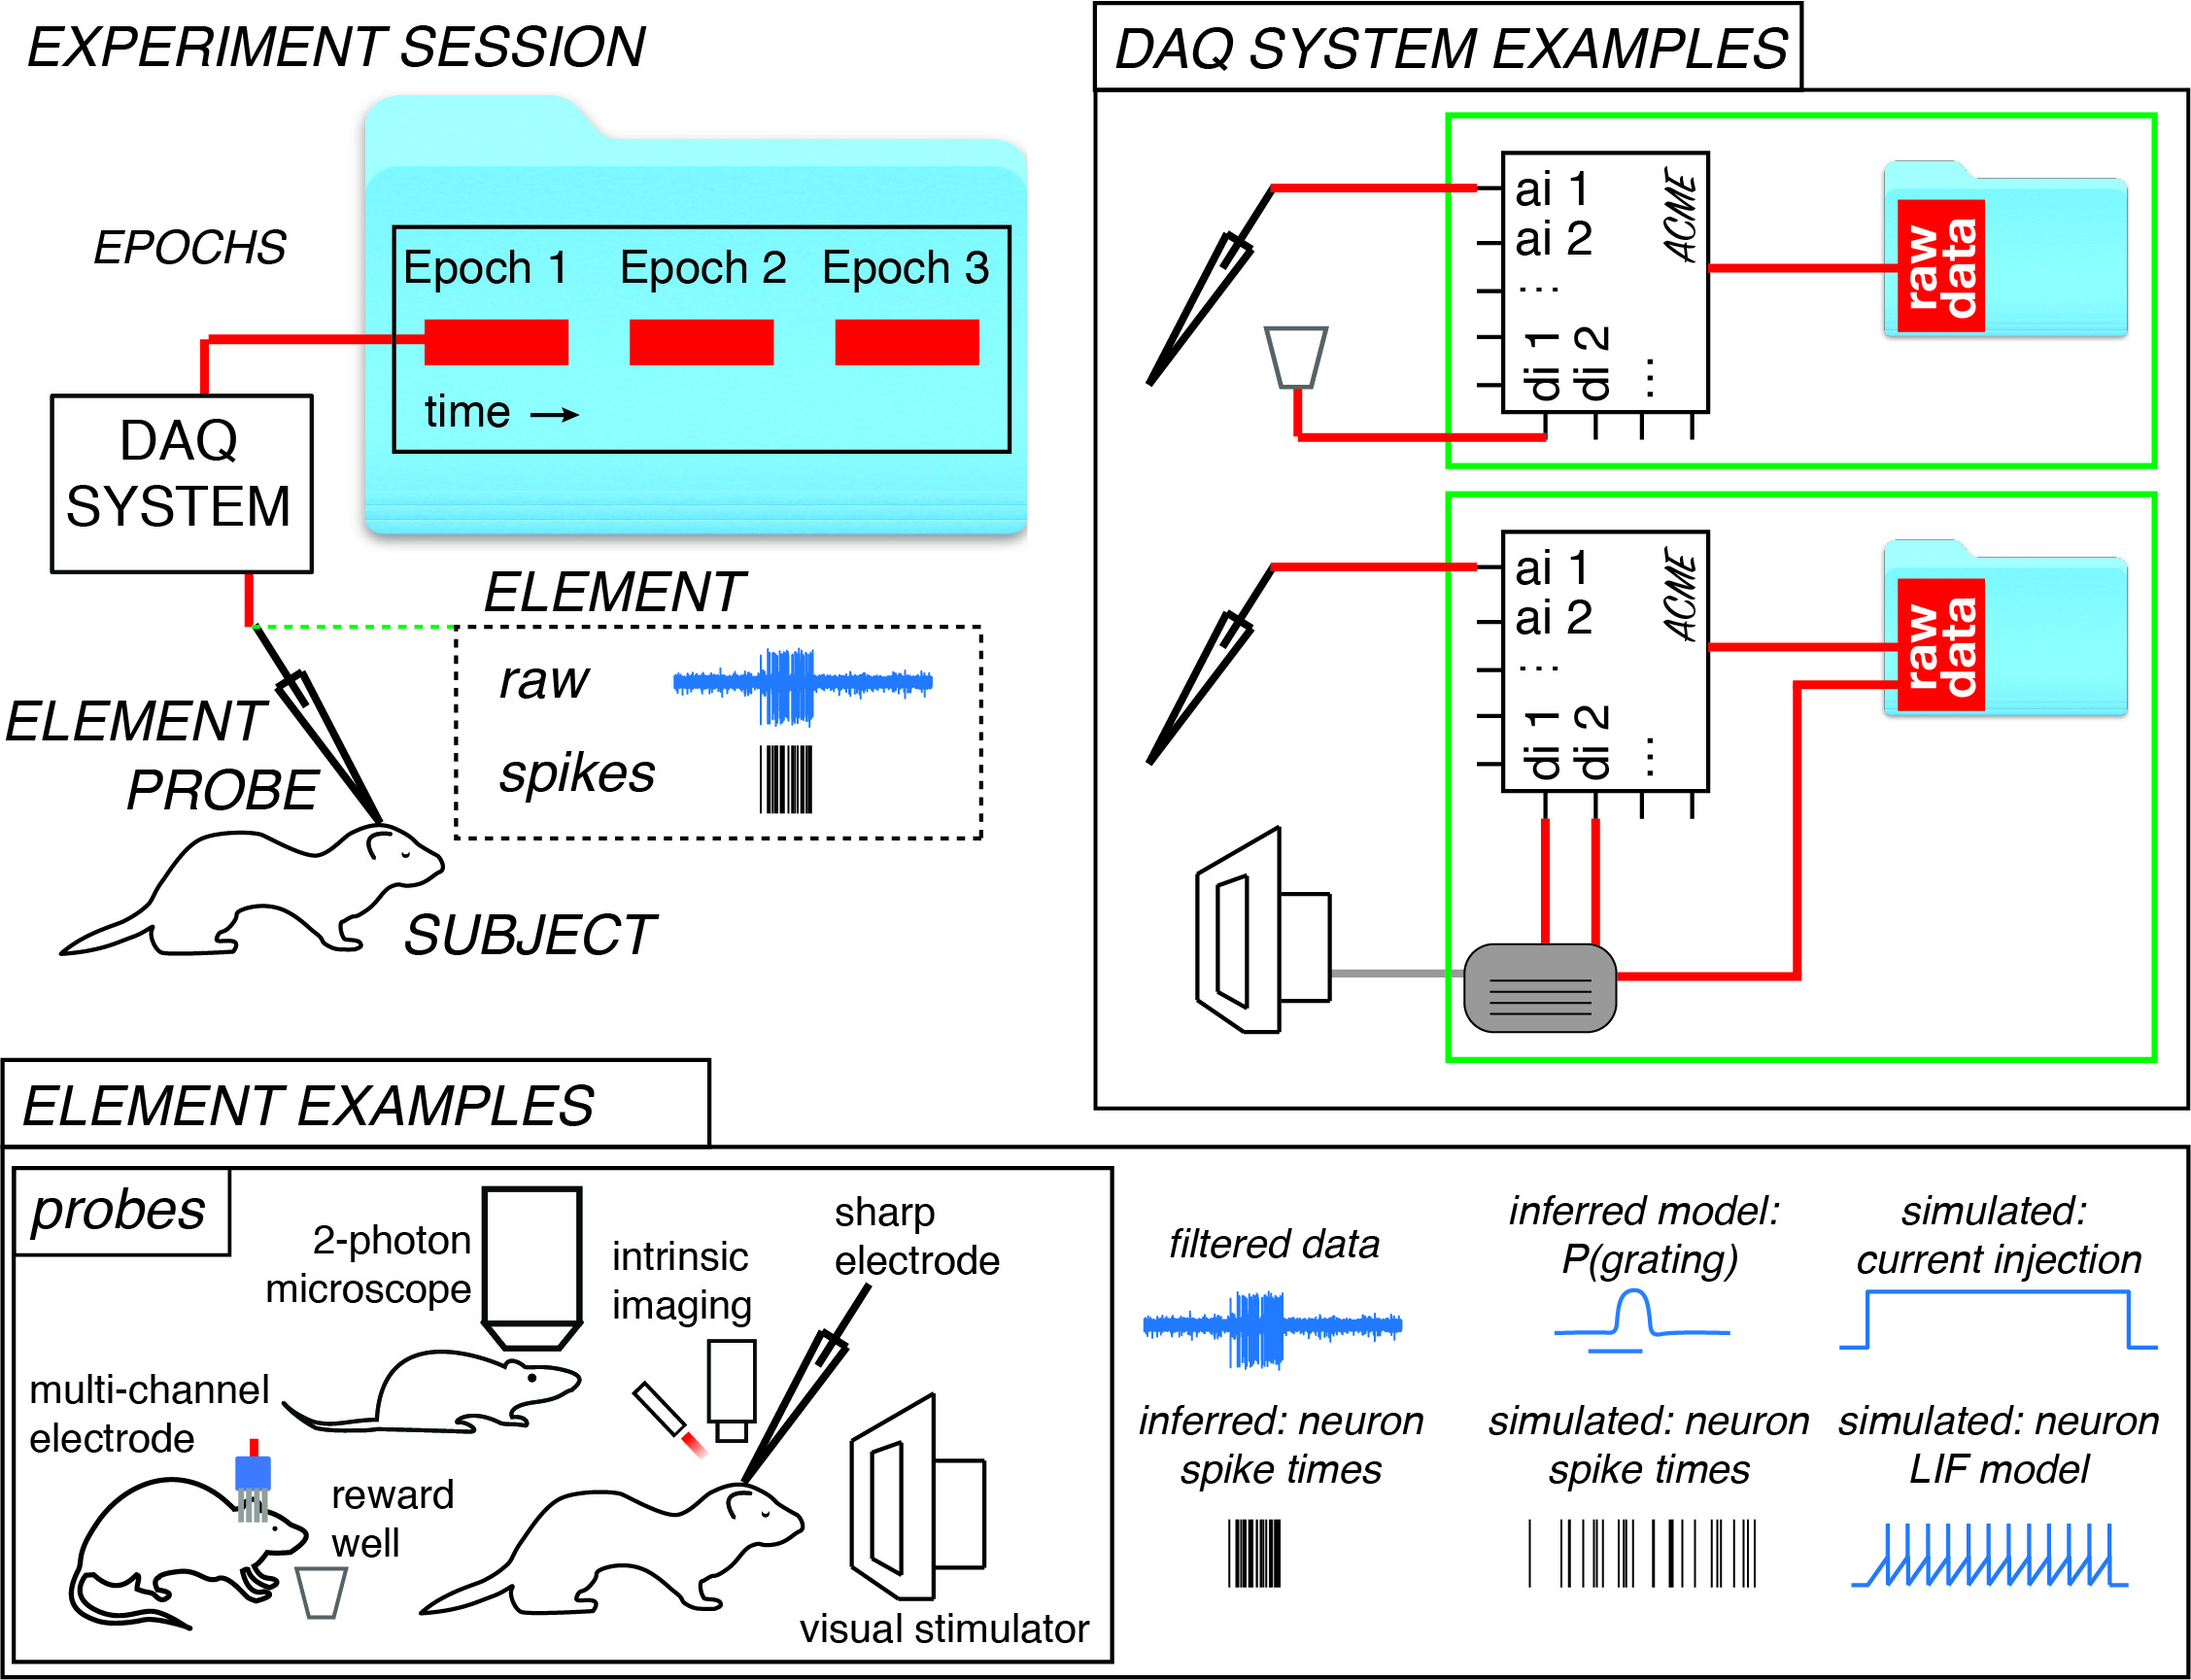 EXPERIMENT SESSION
EPOCHS
Epoch 1 Epoch 2 Epoch 3
time →
DAQ
SYSTEM
ELEMENT
raw
spikes
ELEMENT
PROBE
SUBJECT
DAQ SYSTEM EXAMPLES
ai 1
ai 2
...
di 1
di 2
...
ACME
raw
data
ai 1
ai 2
...
di 1
di 2
...
ACME
raw
data
ELEMENT EXAMPLES
probes
2-photon
microscope
intrinsic
imaging
sharp
electrode
multi-channel
electrode
reward
well
visual stimulator
filtered data
inferred model:
P(grating)
simulated:
current injection
inferred: neuron
spike times
simulated: neuron
spike times
simulated: neuron
LIF model